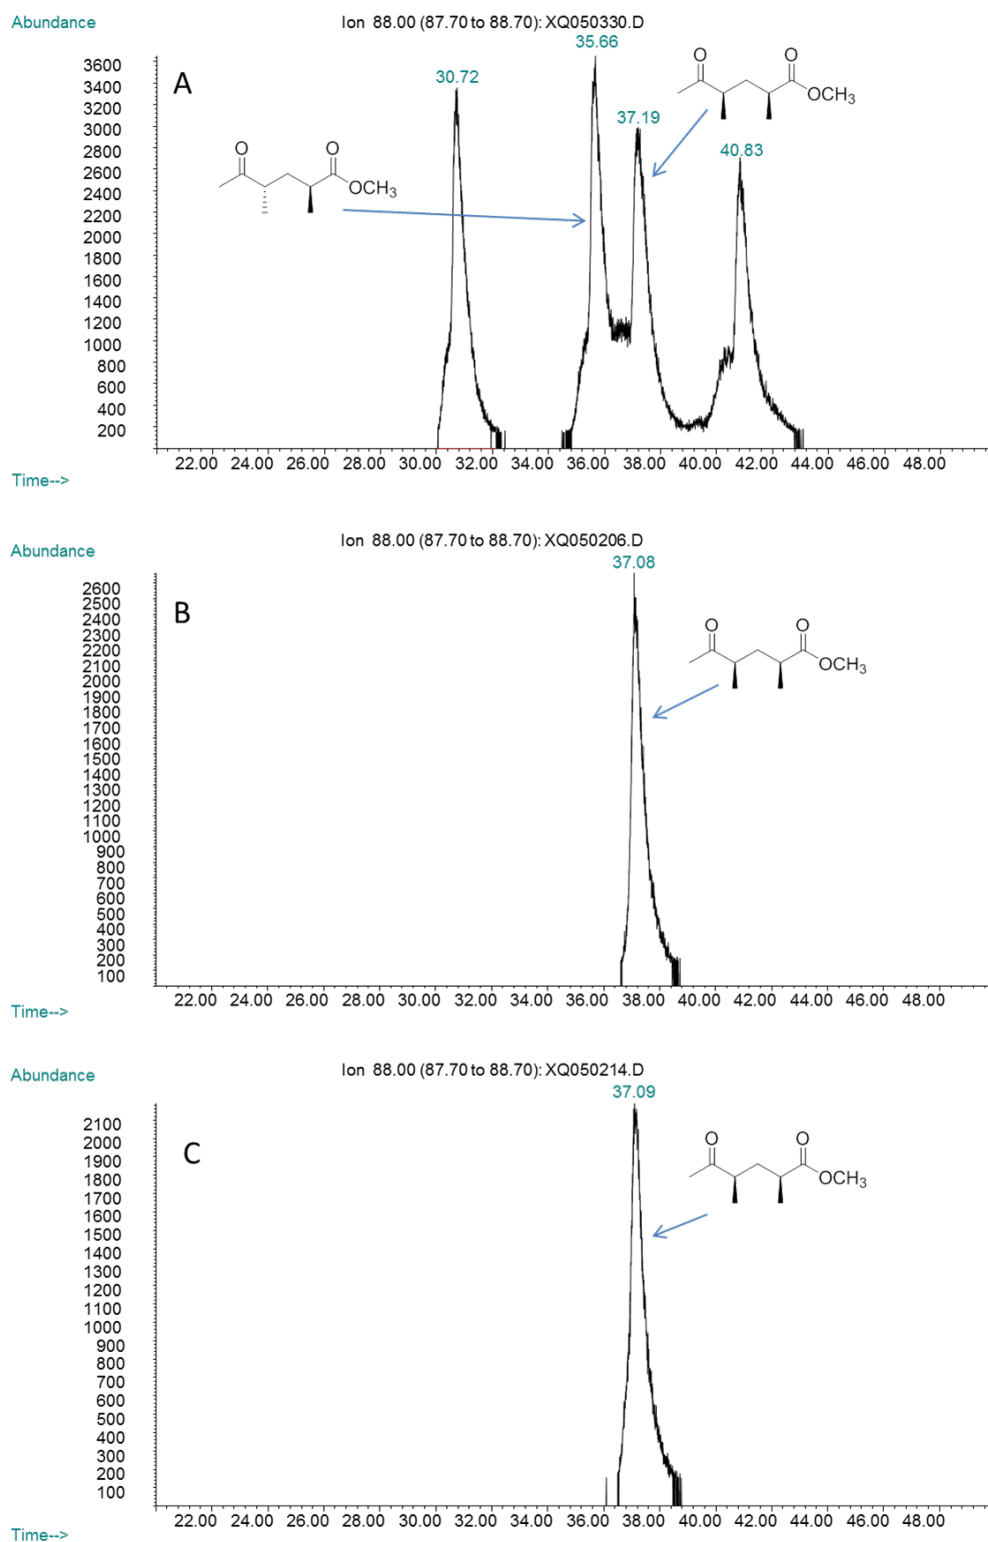 Abundance
Ion 88.00 (87.70 to 88.70): XQ050330.D
35.66
3600
3400
3200
3000
2800
2600
2400
2200
2000
1800
1600
1400
1200
1000
800
600
400
200
A
30.72
37.19
40.83
O
O
OCH3
O
O
OCH3
22.00 24.00 26.00 28.00 30.00 32.00 34.00 36.00 38.00 40.00 42.00 44.00 46.00 48.00
Time-->
Abundance
Ion 88.00 (87.70 to 88.70): XQ050206.D
37.08
2600
2500
2400
2300
2200
2100
2000
1900
1800
1700
1600
1500
1400
1300
1200
1100
1000
900
800
700
600
500
400
300
200
100
B
O
O
OCH3
22.00 24.00 26.00 28.00 30.00 32.00 34.00 36.00 38.00 40.00 42.00 44.00 46.00 48.00
Time-->
Abundance
Ion 88.00 (87.70 to 88.70): XQ050214.D
37.09
2100
2000
1900
1800
1700
1600
1500
1400
1300
1200
1100
1000
900
800
700
600
500
400
300
200
100
C
O
O
OCH3
22.00 24.00 26.00 28.00 30.00 32.00 34.00 36.00 38.00 40.00 42.00 44.00 46.00 48.00
Time-->